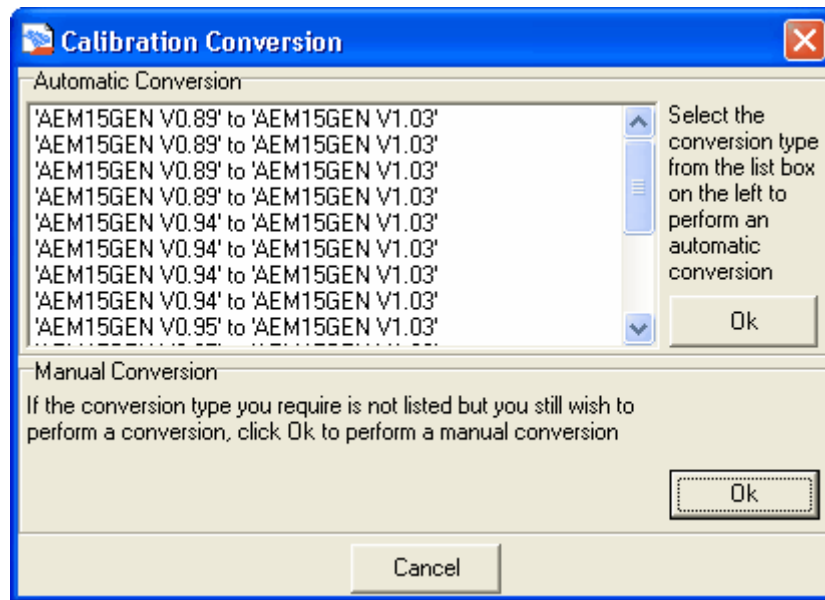 Calibration Conversion
Automatic Conversion
'AEM15GEN V0.89' to 'AEM15GEN V1.03'
'AEM15GEN V0.89' to 'AEM15GEN V1.03'
'AEM15GEN V0.89' to 'AEM15GEN V1.03'
'AEM15GEN V0.89' to 'AEM15GEN V1.03'
'AEM15GEN V0.94' to 'AEM15GEN V1.03'
'AEM15GEN V0.94' to 'AEM15GEN V1.03'
'AEM15GEN V0.94' to 'AEM15GEN V1.03'
'AEM15GEN V0.94' to 'AEM15GEN V1.03'
'AEM15GEN V0.95' to 'AEM15GEN V1.03'
Select the
conversion type
from the list box
on the left to
perform an
automatic
conversion
Ok
Manual Conversion
If the conversion type you require is not listed but you still wish to
perform a conversion, click Ok to perform a manual conversion
Ok
Cancel